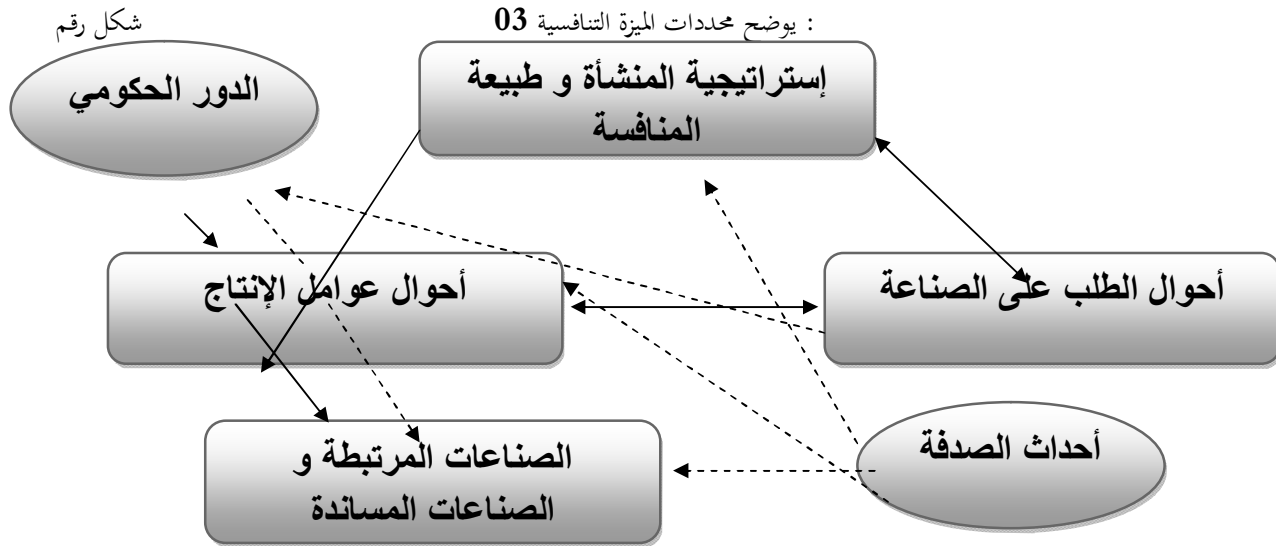 شكل رقم 03 : يوضح محددات الميزة التنافسية
الدور الحكومي
إستراتيجية المنشأة و طبيعة
المنافسة
أحوال عوامل الإنتاج
أحوال الطلب على الصناعة
الصناعات المرتبطة و
الصناعات المساندة
أحداث الصدفة